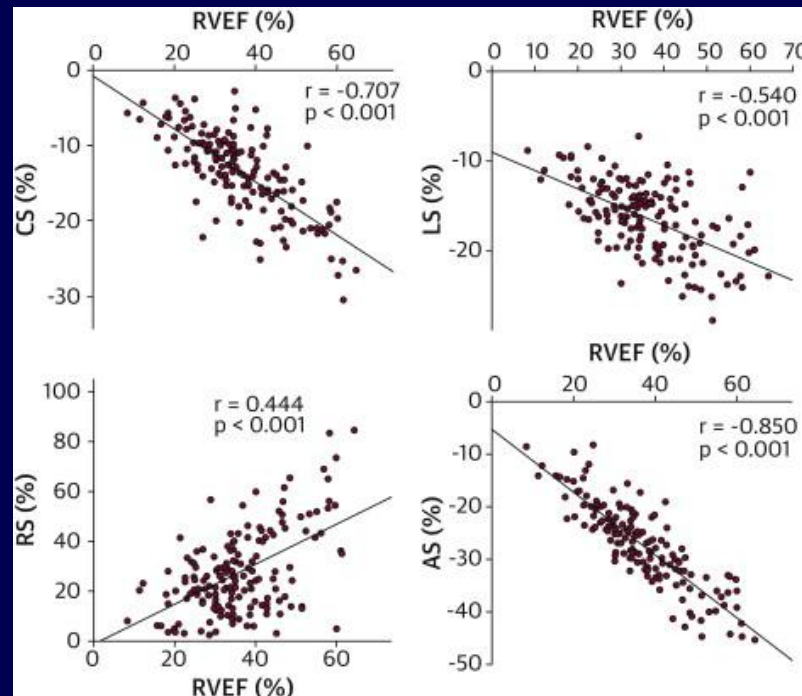 RVEF (%)
0 20 40 60
0
-10
-20
-30
CS (%)
r = -0.707
p < 0.001
RVEF (%)
0 10 20 30 40 50 60 70
0
-10
-20
LS (%)
r = -0.540
p < 0.001
100
80
60
40
20
0
RS (%)
r = 0.444
p < 0.001
0 20 40 60
RVEF (%)
RVEF (%)
20 40 60
0
-10
-20
-30
-40
-50
AS (%)
r = -0.850
p < 0.001